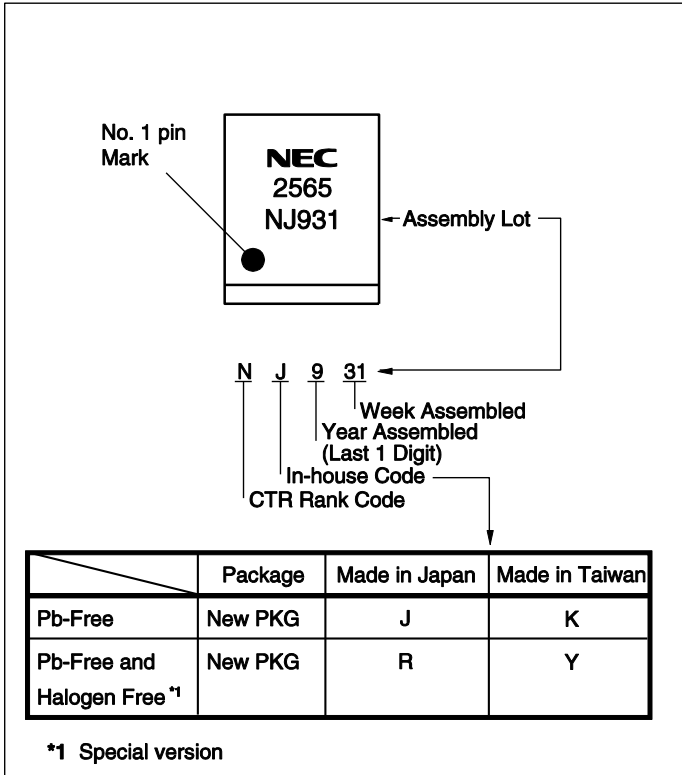 No. 1 pin
Mark
NEC
2565
NJ931
Assembly Lot
N J 9 31
Week Assembled
Year Assembled
(Last 1 Digit)
In-house Code
CTR Rank Code
Package Made in Japan Made in Taiwan
Pb-Free New PKG J K
Pb-Free and New PKG R Y
Halogen Free *1
*1 Special version